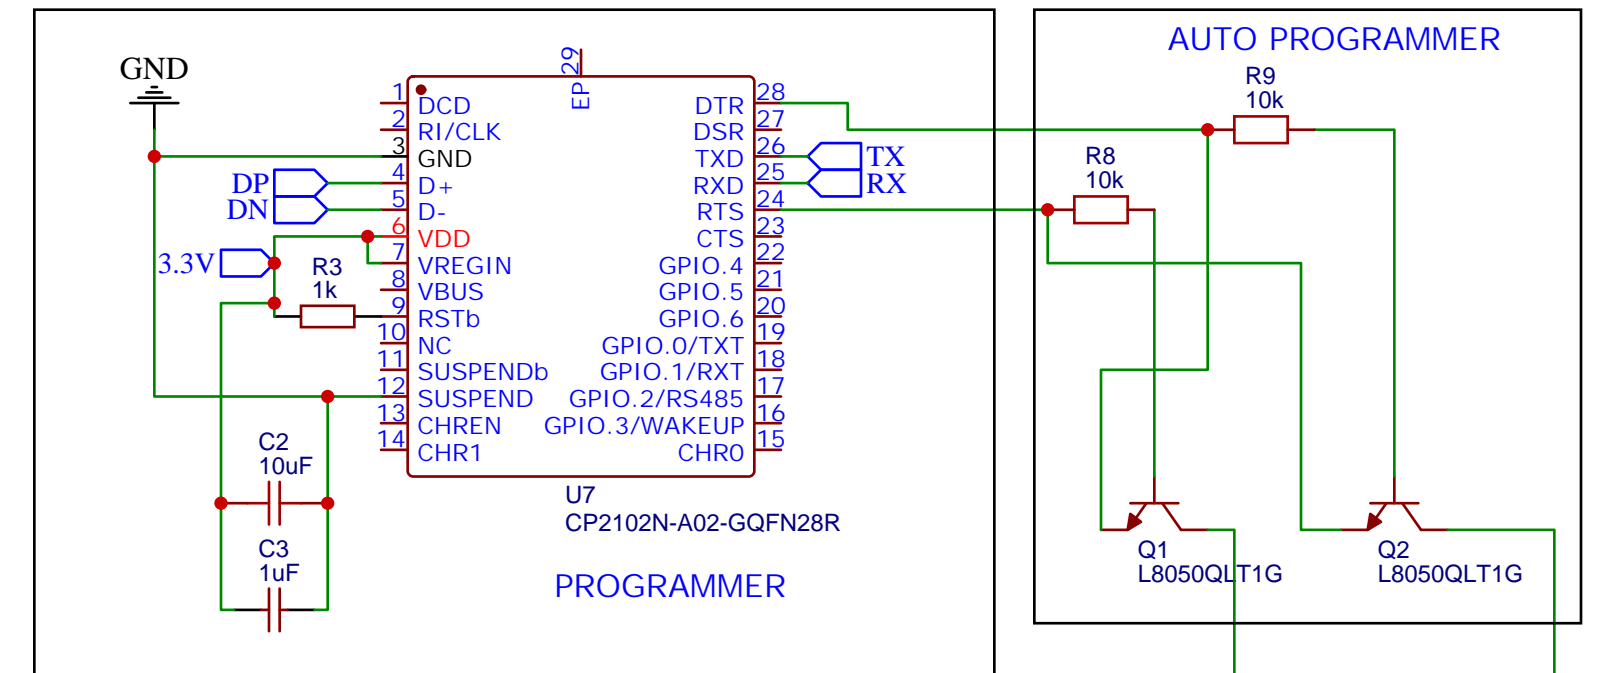 AUTO PROGRAMMER
GND
EP 29
R9
10k
1 DCD
2 RI/CLK
3 GND
4 D+
5 D-
6 VDD
7 VREGIN
8 VBUS
9 RSTb
10 NC
11 SUSPENDb
12 SUSPEND
13 CHREN
14 CHR1
DTR 28
DSR 27
TXD 26
RXD 25
RTS 24
CTS 23
GPIO.4 22
GPIO.5 21
GPIO.6 20
GPIO.0/TXT 19
GPIO.1/RXT 18
GPIO.2/RS485 17
GPIO.3/WAKEUP 16
CHR0 15
DP
DN
3.3V
R3
1k
TX
RX
R8
10k
C2
10uF
C3
1uF
U7
CP2102N-A02-GQFN28R
PROGRAMMER
Q1
L8050QLT1G
Q2
L8050QLT1G